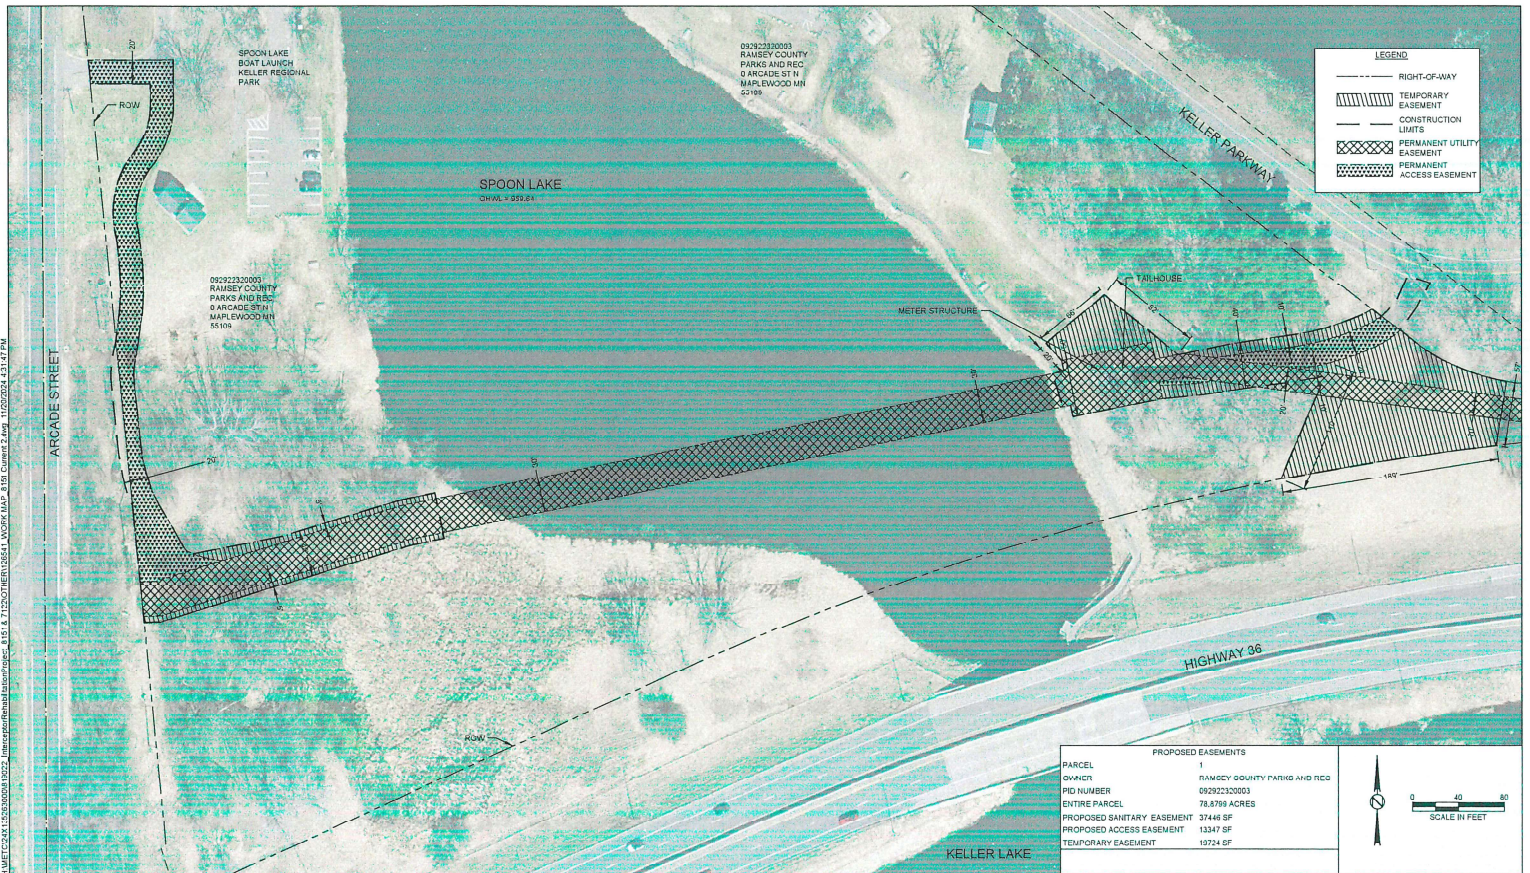 SPOON LAKE
BOAT LAUNCH
KELLER REGIONAL
PARK
20'
ROW
092922320003
RAMSEY COUNTY
PARKS AND REC
0 ARCADE ST N
MAPLEWOOD MN
55109
LEGEND
RIGHT-OF-WAY
TEMPORARY
EASEMENT
CONSTRUCTION
LIMITS
PERMANENT UTILITY
EASEMENT
PERMANENT
ACCESS EASEMENT
KELLER PARKWAY
SPOON LAKE
OHWL = 959.64
092922320003
RAMSEY COUNTY
PARKS AND REC
0 ARCADE ST N
MAPLEWOOD MN
55109
TAILHOUSE
METER STRUCTURE
66'
92'
ARCADE STREET
20'
189'
HIGHWAY 36
ROW
KELLER LAKE
PROPOSED EASEMENTS
PARCEL 1
OWNER RAMSEY COUNTY PARKS AND REC
PID NUMBER 092922320003
ENTIRE PARCEL 78.8799 ACRES
PROPOSED SANITARY EASEMENT 37446 SF
PROPOSED ACCESS EASEMENT 13347 SF
TEMPORARY EASEMENT 19724 SF
0 40 80
SCALE IN FEET